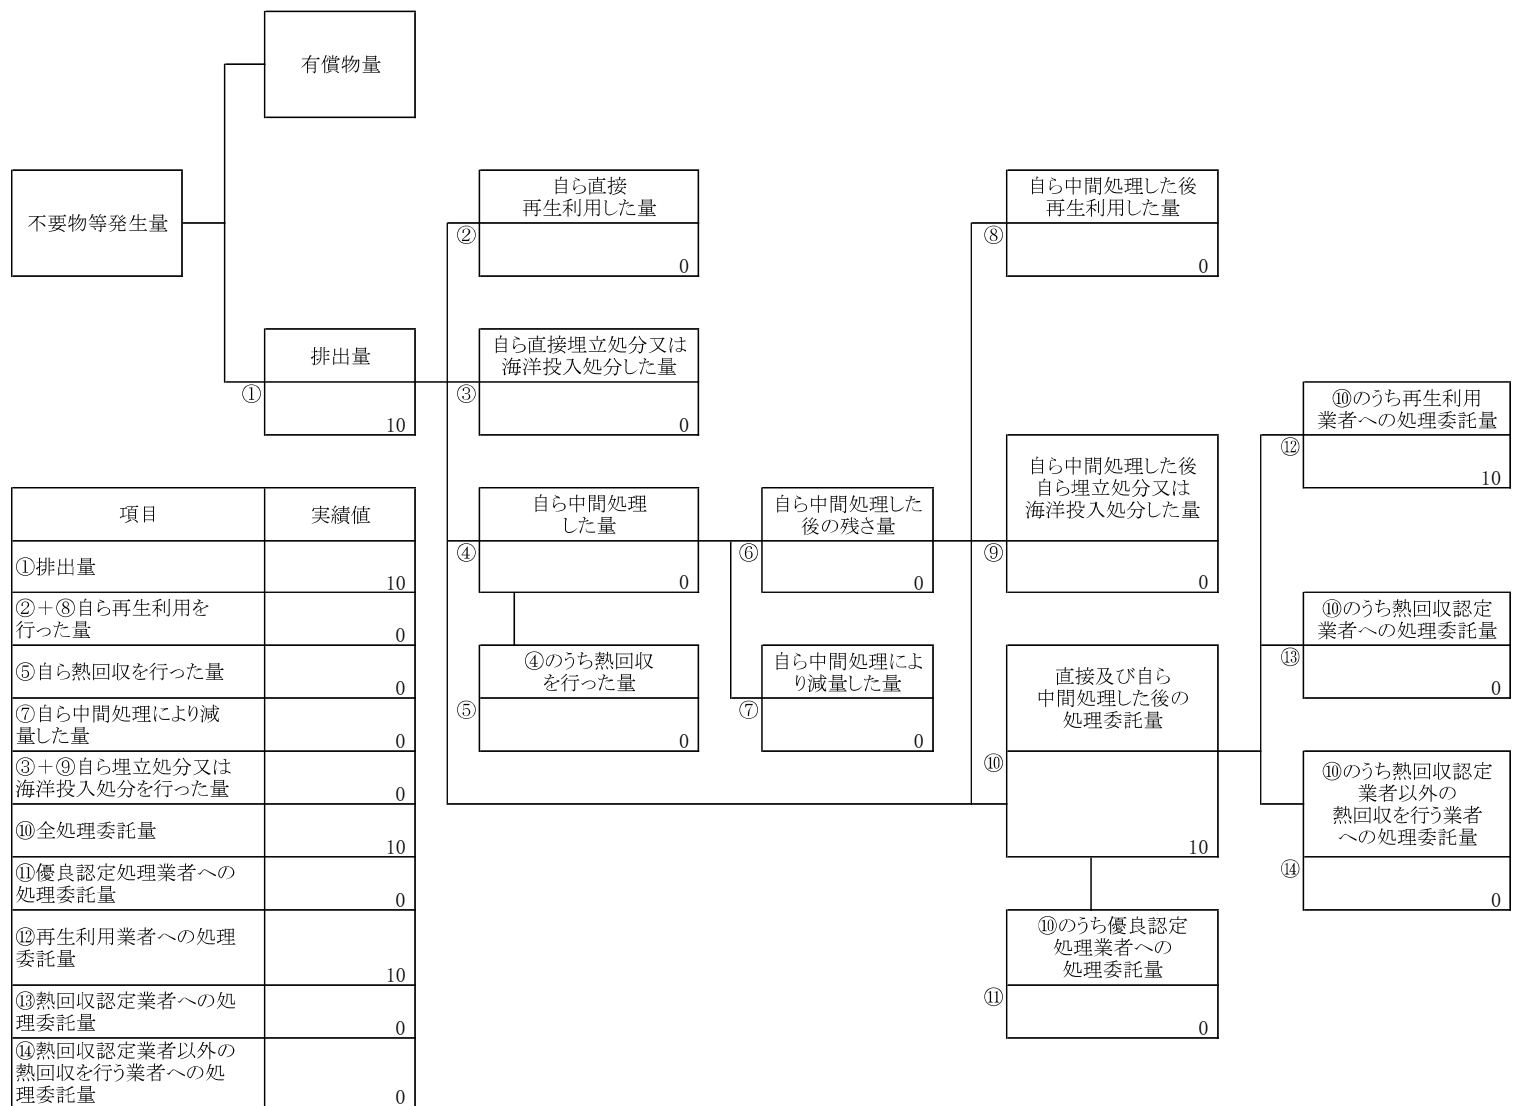 有償物量
不要物等発生量
自ら直接
再生利用した量
②
0
自ら中間処理した後
再生利用した量
⑧
0
排出量
①
10
自ら直接埋立処分又は
海洋投入処分した量
③
0
⑩のうち再生利用
業者への処理委託量
⑫
10
自ら中間処理
した量
④
0
自ら中間処理した
後の残さ量
⑥
0
自ら中間処理した後
自ら埋立処分又は
海洋投入処分した量
⑨
0
⑩のうち熱回収認定
業者への処理委託量
⑬
0
④のうち熱回収
を行った量
⑤
0
自ら中間処理によ
り減量した量
⑦
0
直接及び自ら
中間処理した後の
処理委託量
⑩
10
⑩のうち熱回収認定
業者以外の
熱回収を行う業者
への処理委託量
⑭
0
⑩のうち優良認定
処理業者への
処理委託量
⑪
0
項目 実績値
①排出量
10
②＋⑧自ら再生利用を
行った量
0
⑤自ら熱回収を行った量
0
⑦自ら中間処理により減
量した量
0
③＋⑨自ら埋立処分又は
海洋投入処分を行った量
0
⑩全処理委託量
10
⑪優良認定処理業者への
処理委託量
0
⑫再生利用業者への処理
委託量
10
⑬熱回収認定業者への処
理委託量
0
⑭熱回収認定業者以外の
熱回収を行う業者への処
理委託量
0